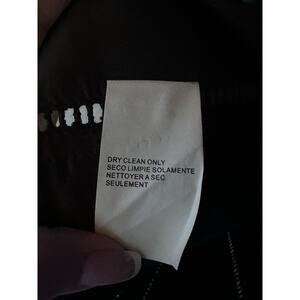 DRY CLEAN ONLY
SECO LIMPIE SOLAMENTE
NETTOYER A SEC
SEULEMENT